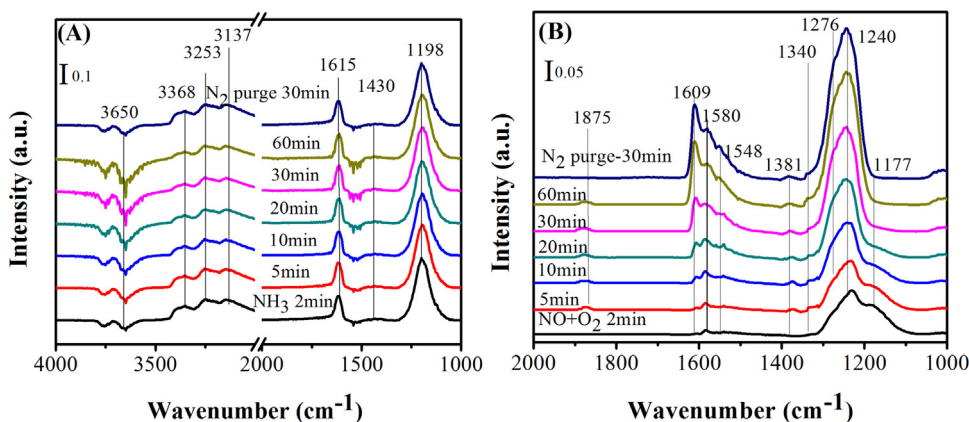 (A)
I0.1
3650
3368
3253
3137
1615
1430
1198
N2 purge 30min
60min
30min
20min
10min
5min
NH3 2min
4000 3500 2000 1500 1000
Wavenumber (cm-1)
Intensity (a.u.)
(B)
I0.05
1875
1609
1580
1548
1381
1340
1276
1240
1177
N2 purge-30min
60min
30min
20min
10min
5min
NO+O2 2min
2000 1800 1600 1400 1200 1000
Wavenumber (cm-1)
Intensity (a.u.)